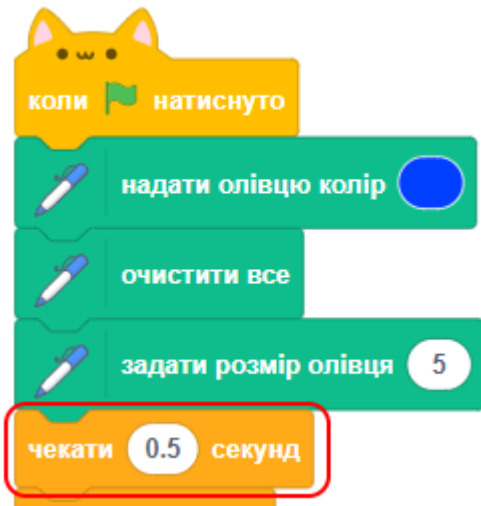 коли натиснуто
надати олівцю колір
очистити все
задати розмір олівця 5
чекати 0.5 секунд